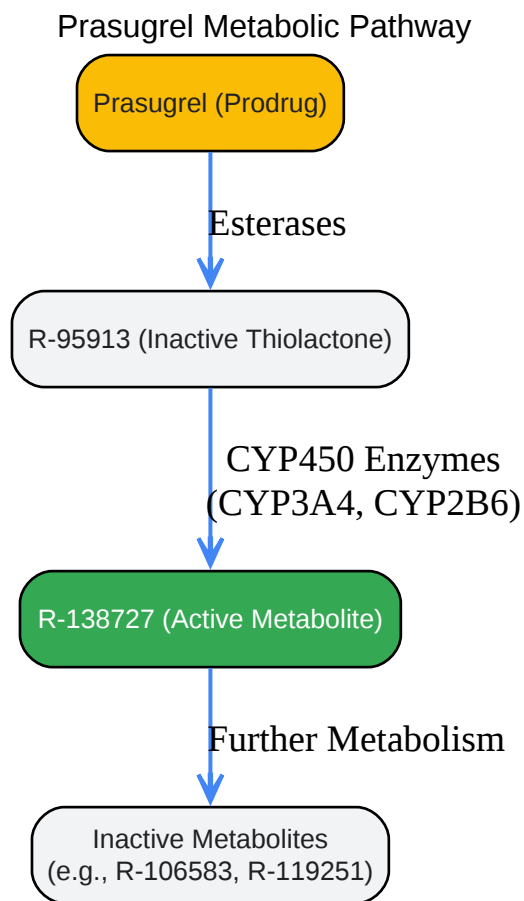 Prasugrel Metabolic Pathway
Prasugrel (Prodrug)
Esterases
R-95913 (Inactive Thiolactone)
CYP450 Enzymes
(CYP3A4, CYP2B6)
R-138727 (Active Metabolite)
Further Metabolism
Inactive Metabolites
(e.g., R-106583, R-119251)